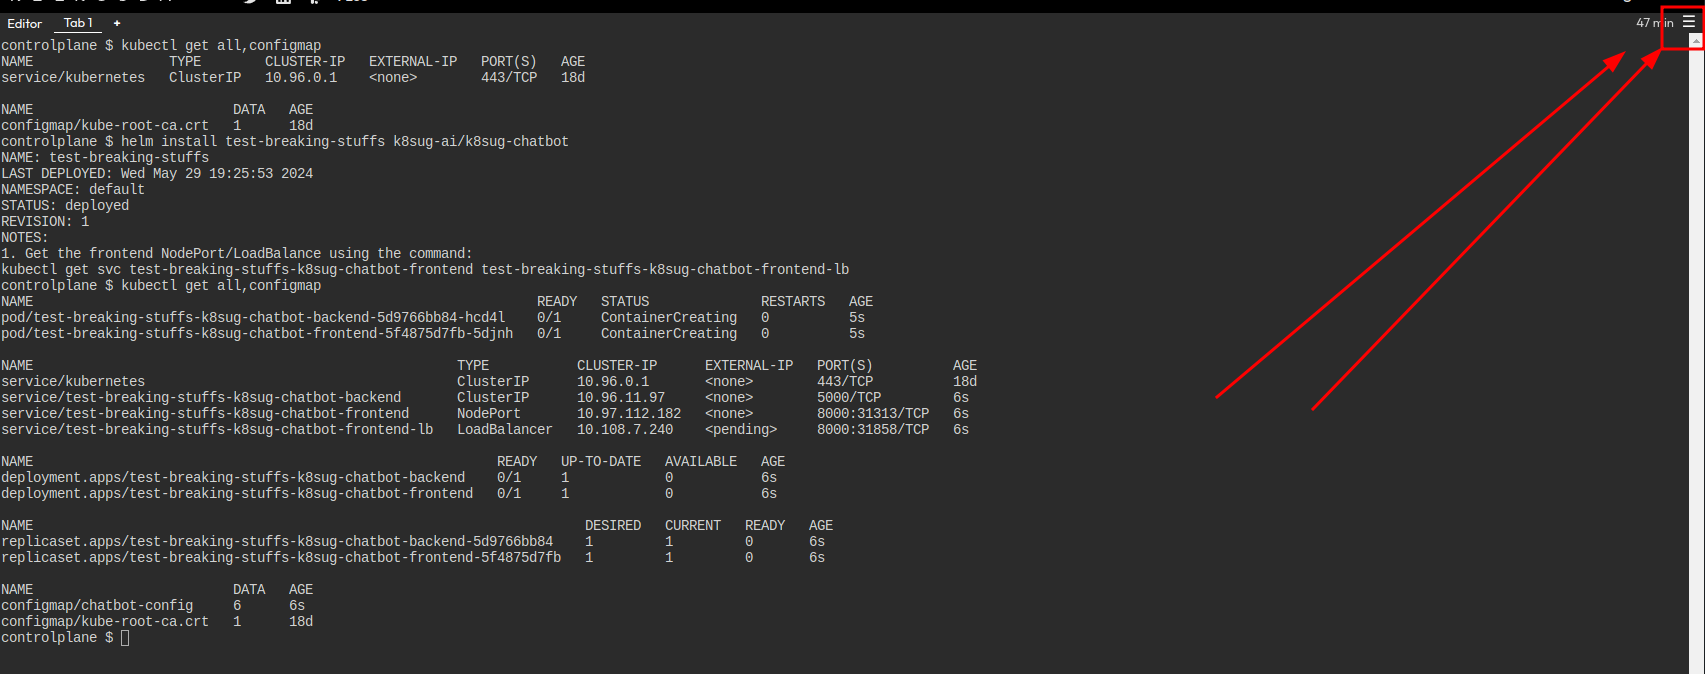 Editor Tab 1 + 47 min
controlplane $ kubectl get all,configmap
NAME TYPE CLUSTER-IP EXTERNAL-IP PORT(S) AGE
service/kubernetes ClusterIP 10.96.0.1 <none> 443/TCP 18d
NAME DATA AGE
configmap/kube-root-ca.crt 1 18d
controlplane $ helm install test-breaking-stuffs k8sug-ai/k8sug-chatbot
NAME: test-breaking-stuffs
LAST DEPLOYED: Wed May 29 19:25:53 2024
NAMESPACE: default
STATUS: deployed
REVISION: 1
NOTES:
1. Get the frontend NodePort/LoadBalance using the command:
kubectl get svc test-breaking-stuffs-k8sug-chatbot-frontend test-breaking-stuffs-k8sug-chatbot-frontend-lb
controlplane $ kubectl get all,configmap
NAME READY STATUS RESTARTS AGE
pod/test-breaking-stuffs-k8sug-chatbot-backend-5d9766bb84-hcd4l 0/1 ContainerCreating 0 5s
pod/test-breaking-stuffs-k8sug-chatbot-frontend-5f4875d7fb-5djnh 0/1 ContainerCreating 0 5s
NAME TYPE CLUSTER-IP EXTERNAL-IP PORT(S) AGE
service/kubernetes ClusterIP 10.96.0.1 <none> 443/TCP 18d
service/test-breaking-stuffs-k8sug-chatbot-backend ClusterIP 10.96.11.97 <none> 5000/TCP 6s
service/test-breaking-stuffs-k8sug-chatbot-frontend NodePort 10.97.112.182 <none> 8000:31313/TCP 6s
service/test-breaking-stuffs-k8sug-chatbot-frontend-lb LoadBalancer 10.108.7.240 <pending> 8000:31858/TCP 6s
NAME READY UP-TO-DATE AVAILABLE AGE
deployment.apps/test-breaking-stuffs-k8sug-chatbot-backend 0/1 1 0 6s
deployment.apps/test-breaking-stuffs-k8sug-chatbot-frontend 0/1 1 0 6s
NAME DESIRED CURRENT READY AGE
replicaset.apps/test-breaking-stuffs-k8sug-chatbot-backend-5d9766bb84 1 1 0 6s
replicaset.apps/test-breaking-stuffs-k8sug-chatbot-frontend-5f4875d7fb 1 1 0 6s
NAME DATA AGE
configmap/chatbot-config 6 6s
configmap/kube-root-ca.crt 1 18d
controlplane $